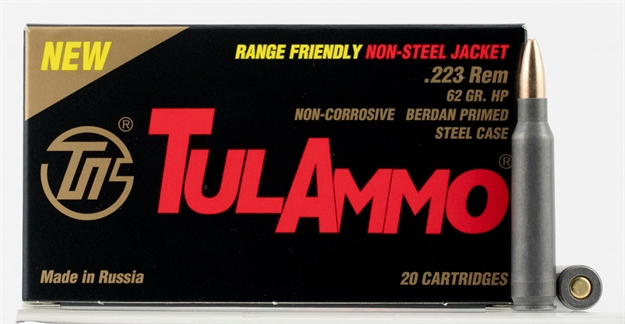 NEW
RANGE FRIENDLY NON-STEEL JACKET
.223 Rem
62 GR. HP
NON-CORROSIVE BERDAN PRIMED
STEEL CASE
®
TULAMMO®
Made in Russia
20 CARTRIDGES